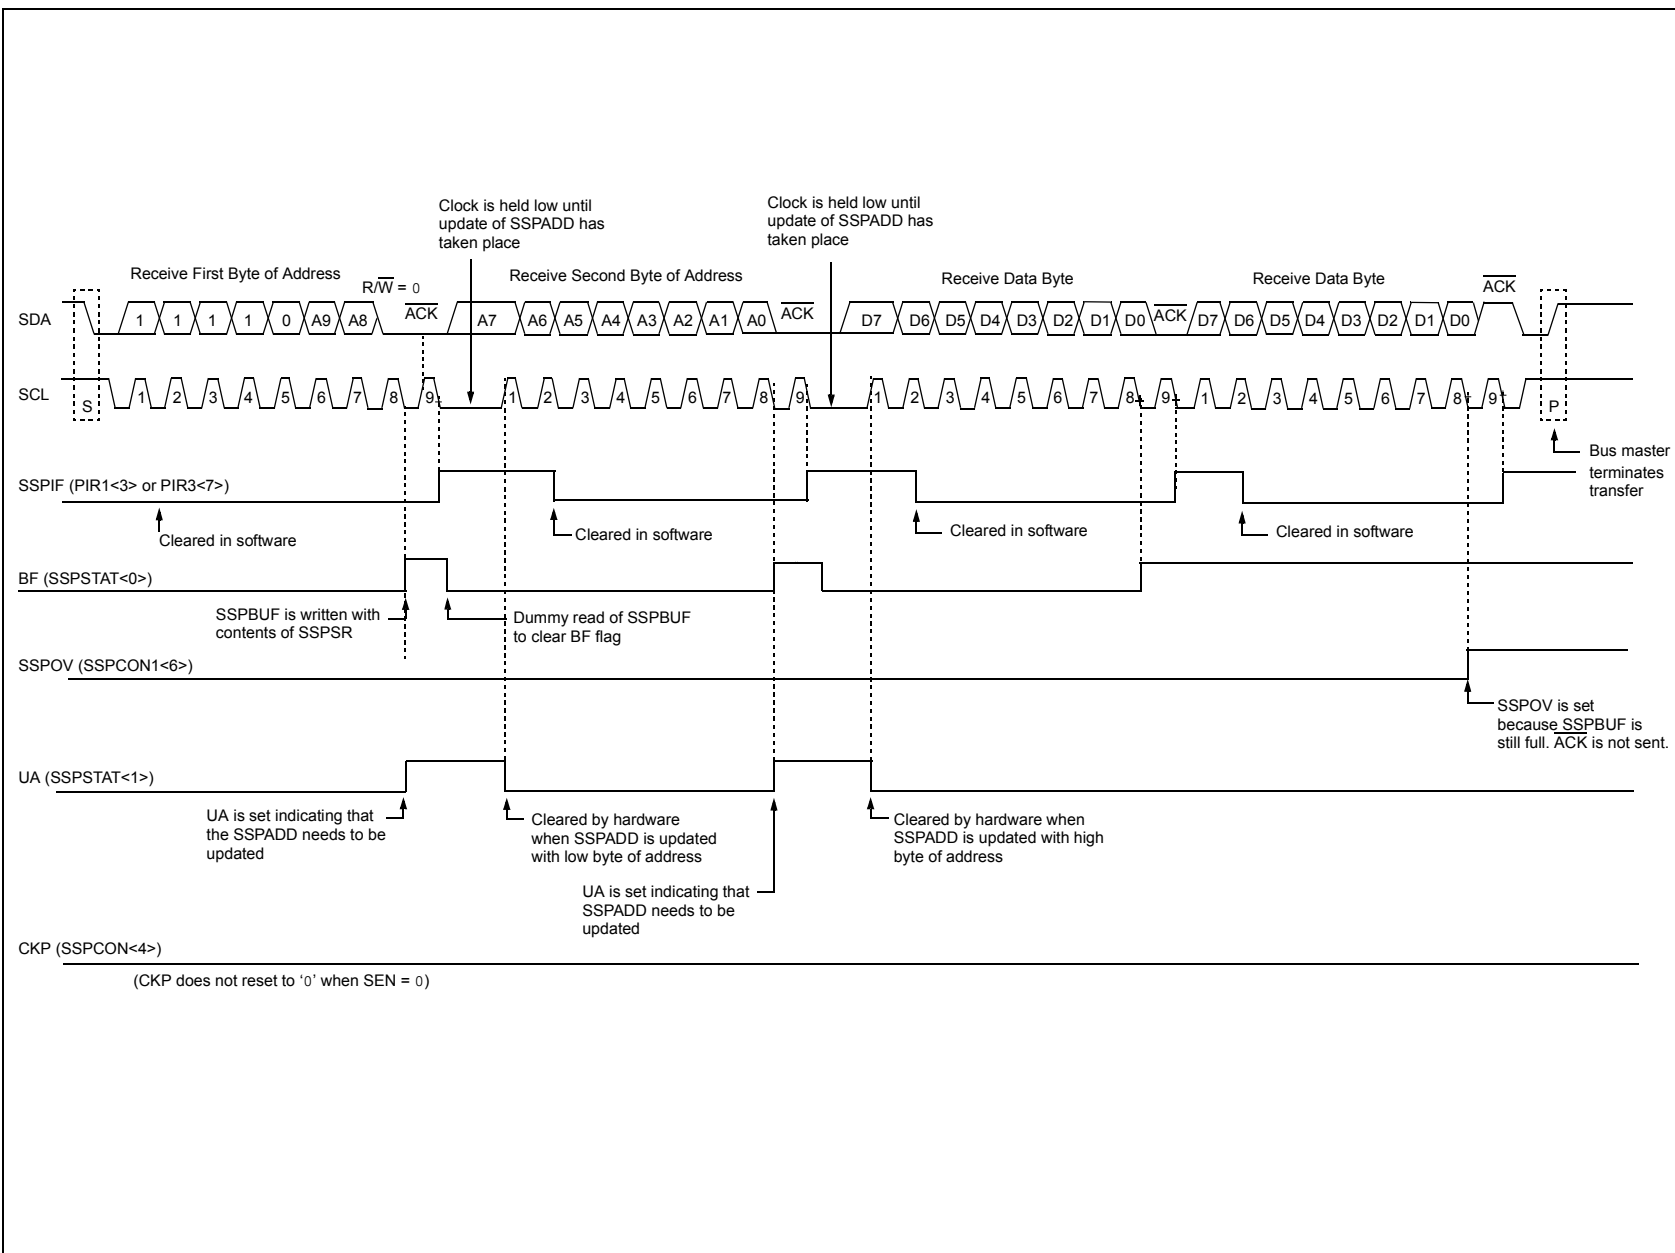 Clock is held low until
update of SSPADD has
taken place
Clock is held low until
update of SSPADD has
taken place
Receive First Byte of Address
R/W = 0
ACK
Receive Second Byte of Address
ACK
Receive Data Byte
ACK
Receive Data Byte
ACK
SDA
1 1 1 1 0 A9 A8
A7 A6 A5 A4 A3 A2 A1 A0
D7 D6 D5 D4 D3 D2 D1 D0
D7 D6 D5 D4 D3 D2 D1 D0
SCL
S
1 2 3 4 5 6 7 8 9
1 2 3 4 5 6 7 8 9
1 2 3 4 5 6 7 8 9
1 2 3 4 5 6 7 8 9
P
Bus master
terminates
transfer
SSPIF (PIR1<3> or PIR3<7>)
Cleared in software
Cleared in software
Cleared in software
Cleared in software
BF (SSPSTAT<0>)
SSPBUF is written with
contents of SSPSR
Dummy read of SSPBUF
to clear BF flag
SSPOV (SSPCON1<6>)
SSPOV is set
because SSPBUF is
still full. ACK is not sent.
UA (SSPSTAT<1>)
UA is set indicating that
the SSPADD needs to be
updated
Cleared by hardware
when SSPADD is updated
with low byte of address
UA is set indicating that
SSPADD needs to be
updated
Cleared by hardware when
SSPADD is updated with high
byte of address
CKP (SSPCON<4>)
(CKP does not reset to ‘0’ when SEN = 0)